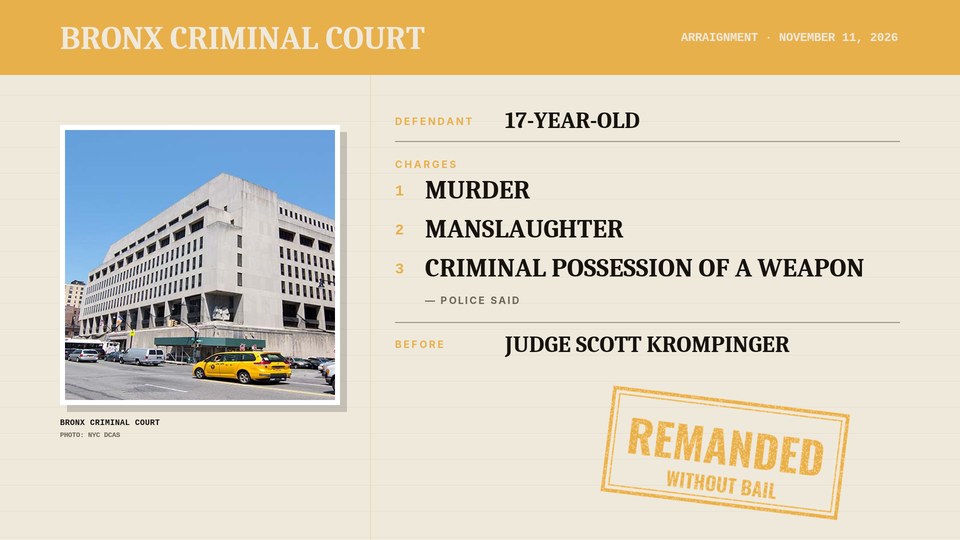 BRONX CRIMINAL COURT
ARRAIGNMENT · NOVEMBER 11, 2026
DEFENDANT 17-YEAR-OLD
CHARGES
1 MURDER
2 MANSLAUGHTER
3 CRIMINAL POSSESSION OF A WEAPON
— POLICE SAID
BEFORE JUDGE SCOTT KROMPINGER
BRONX CRIMINAL COURT
PHOTO: NYC DCAS
REMANDED
WITHOUT BAIL